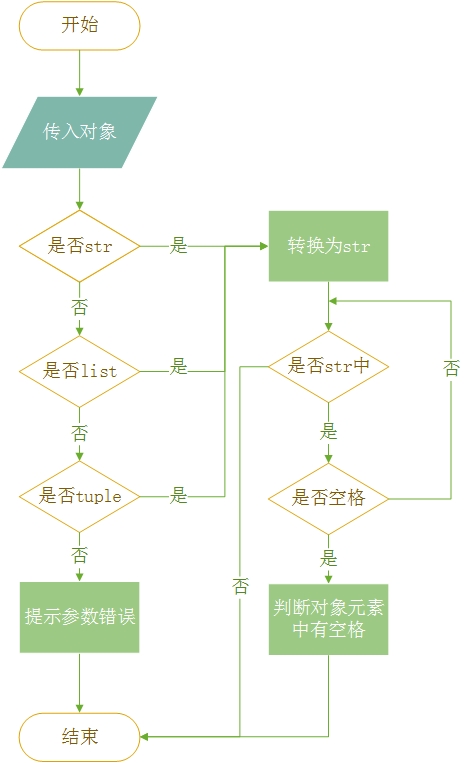 开始
传入对象
是否str
是
转换为str
否
是否list
是
是否str中
否
否
是
是否tuple
是
是否空格
否
是
否
提示参数错误
判断对象元素
中有空格
结束